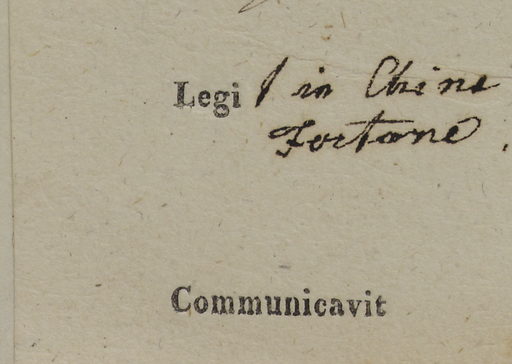 Legi in China
Fortune.
Communicavit